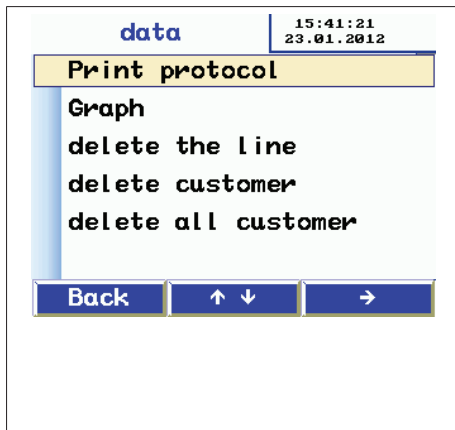 data
15:41:21
23.01.2012
Print protocol
Graph
delete the line
delete customer
delete all customer
Back ↑ ↓ →